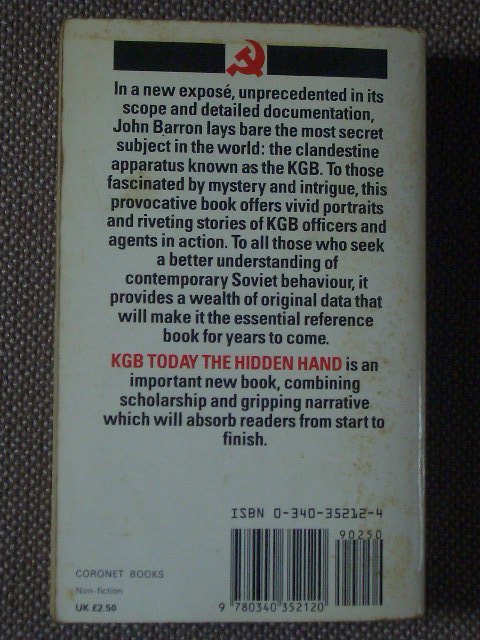 In a new exposé, unprecedented in its
scope and detailed documentation,
John Barron lays bare the most secret
subject in the world: the clandestine
apparatus known as the KGB. To those
fascinated by mystery and intrigue, this
provocative book offers vivid portraits
and riveting stories of KGB officers and
agents in action. To all those who seek
a better understanding of
contemporary Soviet behaviour, it
provides a wealth of original data that
will make it the essential reference
book for years to come.
KGB TODAY THE HIDDEN HAND is an
important new book, combining
scholarship and gripping narrative
which will absorb readers from start to
finish.
ISBN 0-340-35212-4
90250
CORONET BOOKS
Non-fiction
UK £2.50
9 780340 352120